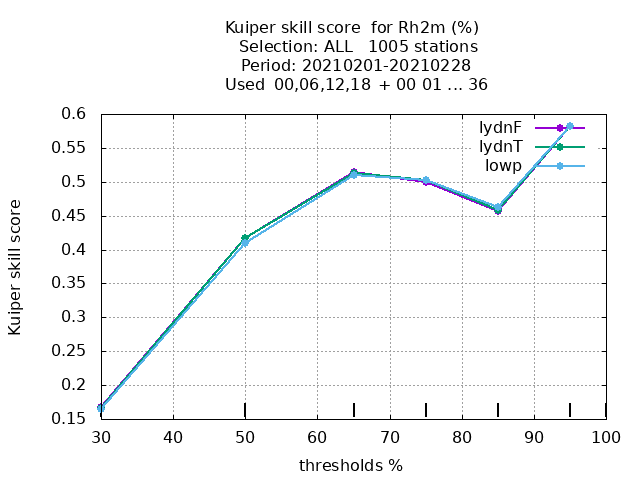 Kuiper skill score for Rh2m (%)
Selection: ALL 1005 stations
Period: 20210201-20210228
Used 00,06,12,18 + 00 01 ... 36
0.6
0.55
0.5
0.45
0.4
0.35
0.3
0.25
0.2
0.15
Kuiper skill score
lydnF
lydnT
lowp
30 40 50 60 70 80 90 100
thresholds %